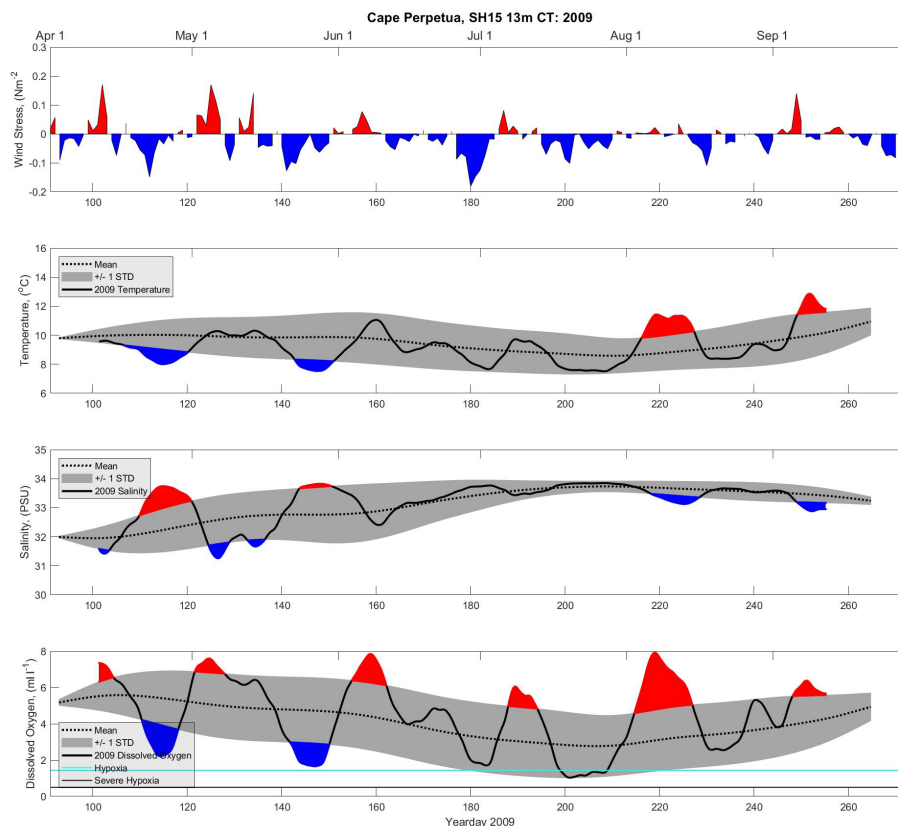 Cape Perpetua, SH15 13m CT: 2009
Apr 1 May 1 Jun 1 Jul 1 Aug 1 Sep 1
Wind Stress, (Nm-2
0.3
0.2
0.1
0
-0.1
-0.2
100 120 140 160 180 200 220 240 260
Temperature, (oC)
16
14
12
10
8
6
Mean
+/- 1 STD
2009 Temperature
100 120 140 160 180 200 220 240 260
Salinity, (PSU)
35
34
33
32
31
30
Mean
+/- 1 STD
2009 Salinity
100 120 140 160 180 200 220 240 260
Dissolved Oxygen, (ml l-1)
8
6
4
2
0
Mean
+/- 1 STD
2009 Dissolved Oxygen
Hypoxia
Severe Hypoxia
100 120 140 160 180 200 220 240 260
Yearday 2009